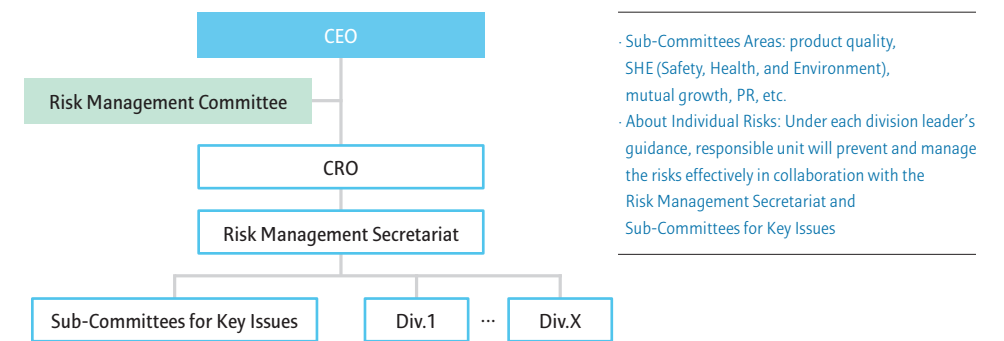 CEO
Risk Management Committee
CRO
Risk Management Secretariat
Sub-Committees for Key Issues
Div.1
...
Div.X
· Sub-Committees Areas: product quality,
SHE (Safety, Health, and Environment),
mutual growth, PR, etc.
· About Individual Risks: Under each division leader's
guidance, responsible unit will prevent and manage
the risks effectively in collaboration with the
Risk Management Secretariat and
Sub-Committees for Key Issues